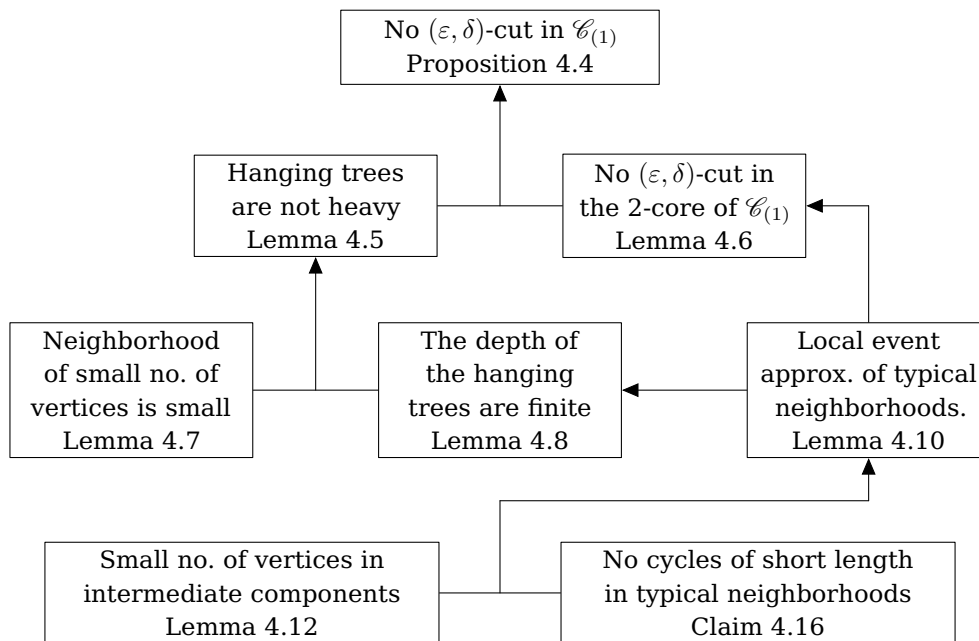 No (ε, δ)-cut in 𝒞₍₁₎
Proposition 4.4
Hanging trees
are not heavy
Lemma 4.5
No (ε, δ)-cut in
the 2-core of 𝒞₍₁₎
Lemma 4.6
Neighborhood
of small no. of
vertices is small
Lemma 4.7
The depth of
the hanging
trees are finite
Lemma 4.8
Local event
approx. of typical
neighborhoods.
Lemma 4.10
Small no. of vertices in
intermediate components
Lemma 4.12
No cycles of short length
in typical neighborhoods
Claim 4.16